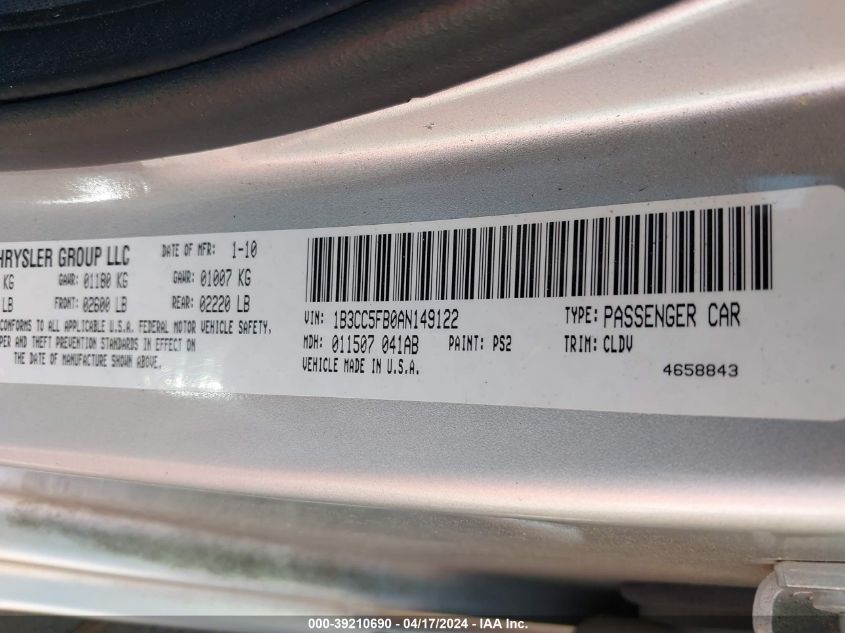 HRYSLER GROUP LLC DATE OF MFR: 1-10
KG GAWR: 01180 KG GAWR: 01007 KG
LB FRONT: 02600 LB REAR: 02220 LB
CONFORMS TO ALL APPLICABLE U.S.A. FEDERAL MOTOR VEHICLE SAFETY,
PER AND THEFT PREVENTION STANDARDS IN EFFECT ON
THE DATE OF MANUFACTURE SHOWN ABOVE.
VIN: 1B3CC5FB0AN149122 TYPE: PASSENGER CAR
MDH: 011507 041AB PAINT: PS2 TRIM: CLDV
VEHICLE MADE IN U.S.A. 4658843
000-39210690 - 04/17/2024 - IAA Inc.